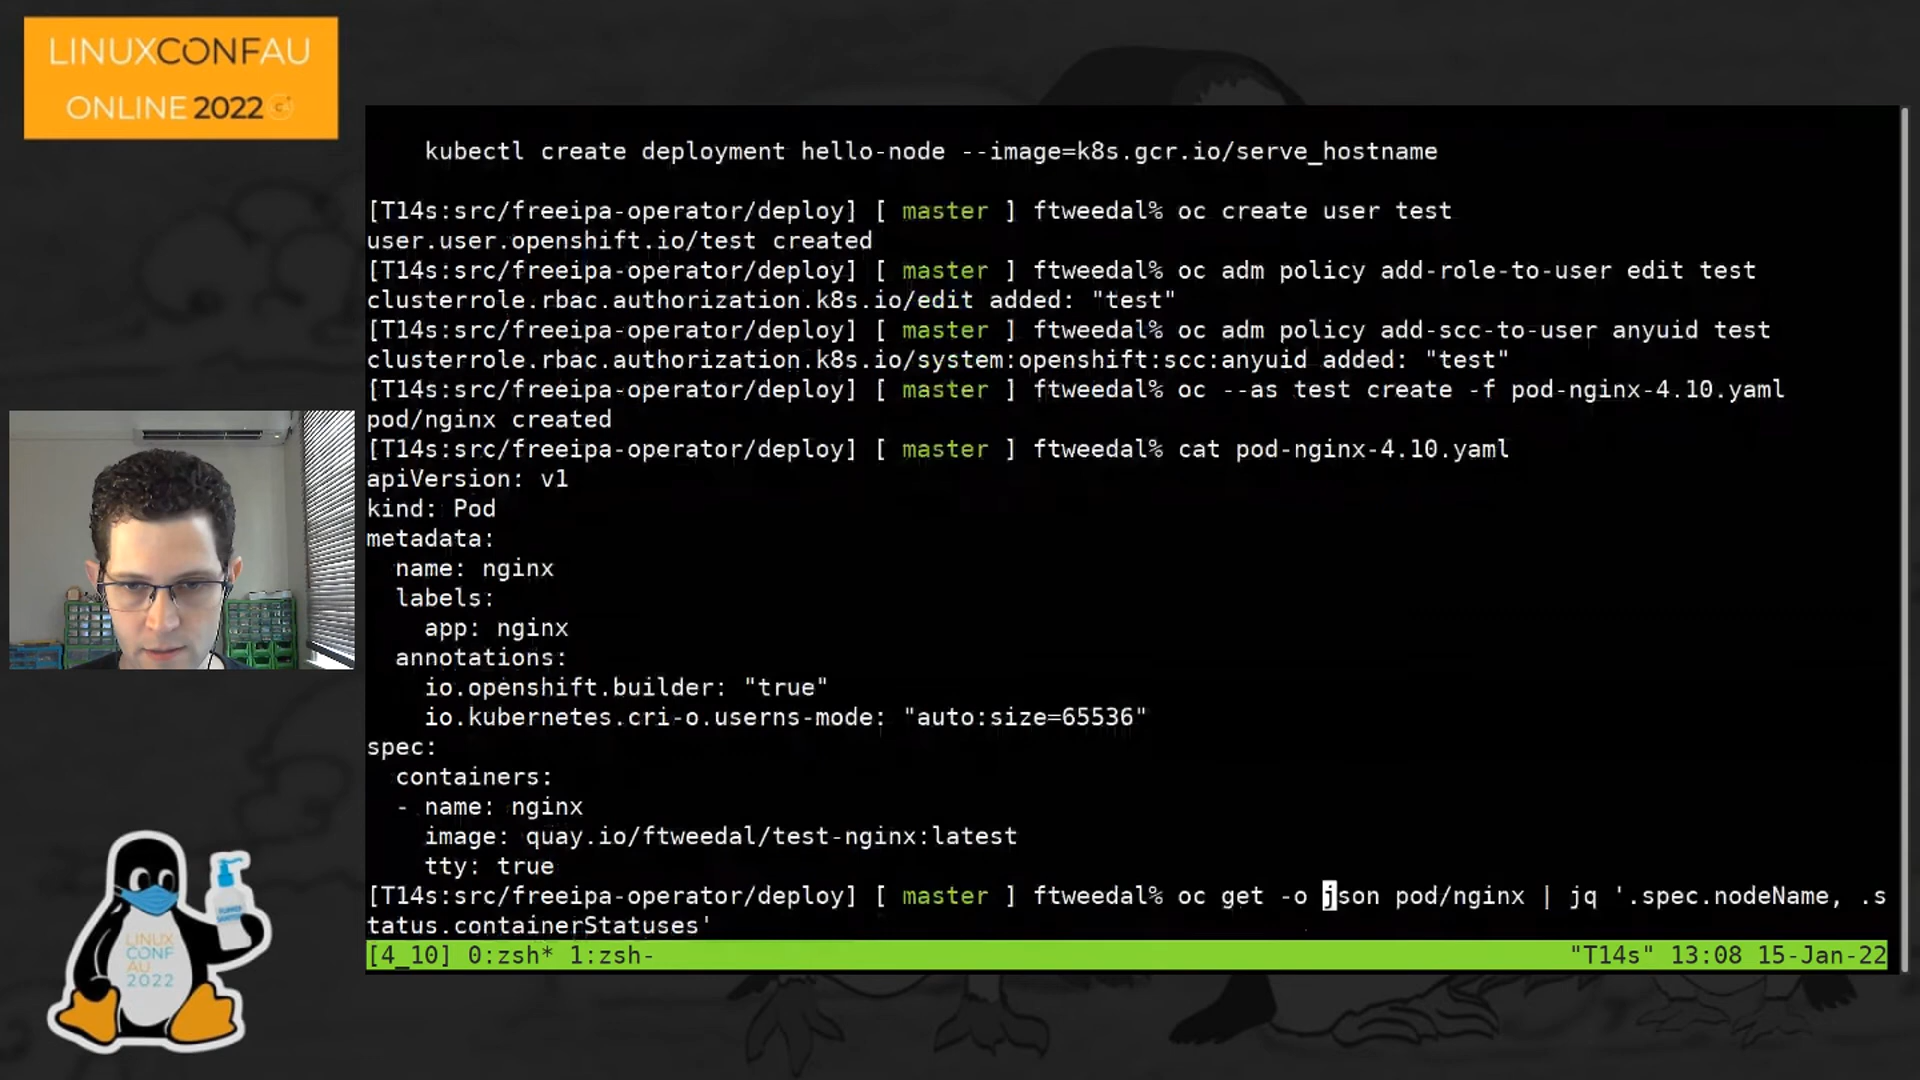 LINUXCONFAU
ONLINE 2022
kubectl create deployment hello-node --image=k8s.gcr.io/serve_hostname
[T14s:src/freeipa-operator/deploy] [ master ] ftweedal% oc create user test
user.user.openshift.io/test created
[T14s:src/freeipa-operator/deploy] [ master ] ftweedal% oc adm policy add-role-to-user edit test
clusterrole.rbac.authorization.k8s.io/edit added: "test"
[T14s:src/freeipa-operator/deploy] [ master ] ftweedal% oc adm policy add-scc-to-user anyuid test
clusterrole.rbac.authorization.k8s.io/system:openshift:scc:anyuid added: "test"
[T14s:src/freeipa-operator/deploy] [ master ] ftweedal% oc --as test create -f pod-nginx-4.10.yaml
pod/nginx created
[T14s:src/freeipa-operator/deploy] [ master ] ftweedal% cat pod-nginx-4.10.yaml
apiVersion: v1
kind: Pod
metadata:
  name: nginx
  labels:
    app: nginx
  annotations:
    io.openshift.builder: "true"
    io.kubernetes.cri-o.userns-mode: "auto:size=65536"
spec:
  containers:
  - name: nginx
    image: quay.io/ftweedal/test-nginx:latest
    tty: true
[T14s:src/freeipa-operator/deploy] [ master ] ftweedal% oc get -o json pod/nginx | jq '.spec.nodeName, .s
tatus.containerStatuses'
[4_10] 0:zsh* 1:zsh- "T14s" 13:08 15-Jan-22
LINUX
CONF
AU
2022